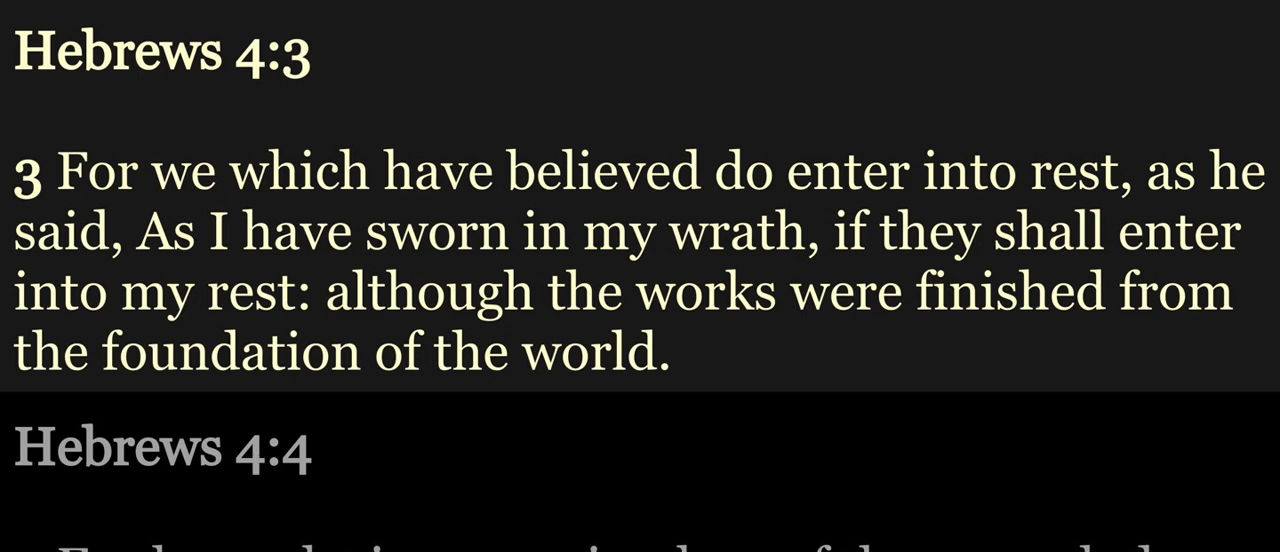 Hebrews 4:3
3 For we which have believed do enter into rest, as he
said, As I have sworn in my wrath, if they shall enter
into my rest: although the works were finished from
the foundation of the world.
Hebrews 4:4